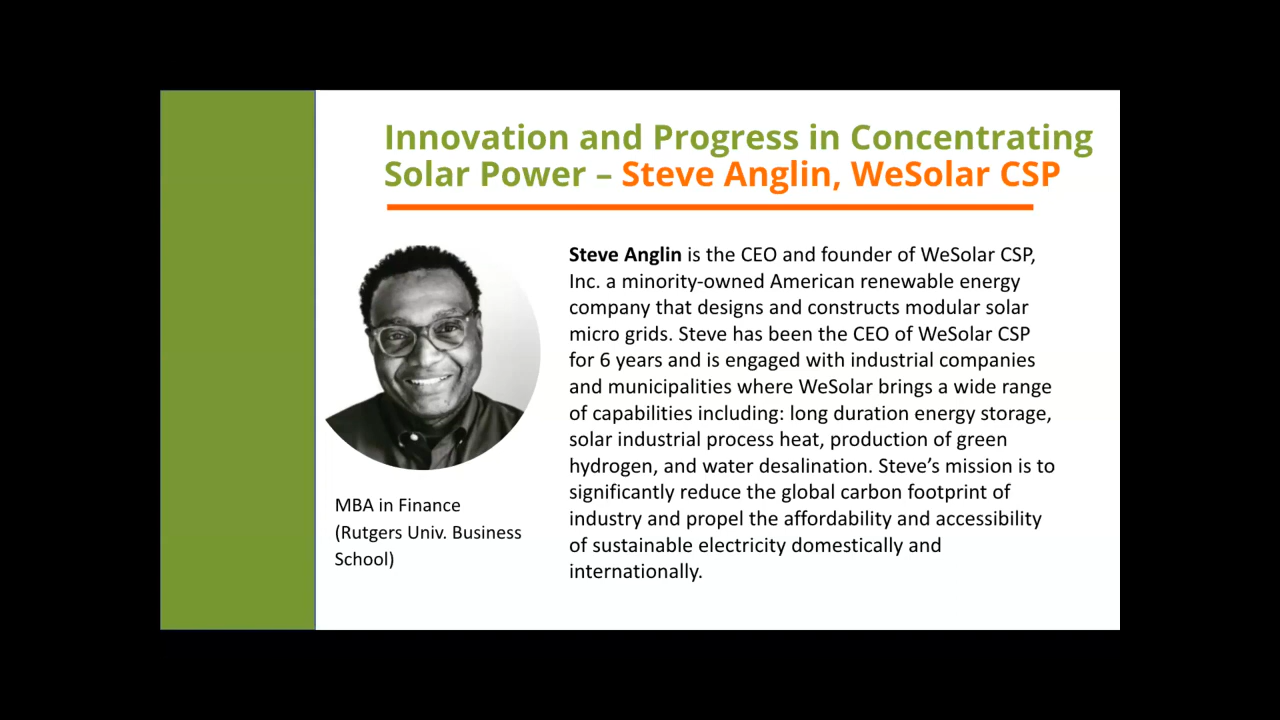 Innovation and Progress in Concentrating
Solar Power – Steve Anglin, WeSolar CSP
Steve Anglin is the CEO and founder of WeSolar CSP,
Inc. a minority-owned American renewable energy
company that designs and constructs modular solar
micro grids. Steve has been the CEO of WeSolar CSP
for 6 years and is engaged with industrial companies
and municipalities where WeSolar brings a wide range
of capabilities including: long duration energy storage,
solar industrial process heat, production of green
hydrogen, and water desalination. Steve’s mission is to
significantly reduce the global carbon footprint of
industry and propel the affordability and accessibility
of sustainable electricity domestically and
internationally.
MBA in Finance
(Rutgers Univ. Business
School)